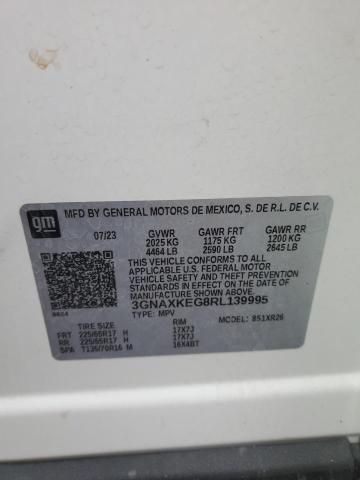 gm
MFD BY GENERAL MOTORS DE MEXICO, S. DE R.L. DE C.V.
07/23 GVWR GAWR FRT GAWR RR
2025 KG 1175 KG 1200 KG
4464 LB 2590 LB 2645 LB
THIS VEHICLE CONFORMS TO ALL
APPLICABLE U.S. FEDERAL MOTOR
VEHICLE SAFETY AND BUMPER
STANDARDS IN EFFECT ON THE DATE OF
MANUFACTURE SHOWN ABOVE.
3GNAXKEG8RL139995
TYPE: MPV MODEL: 851XR26
TIRE SIZE RIM
FRT 225/65R17 H 17X7J
RR 225/65R17 H 17X7J
SPA T135/70R16 M 16X4BT